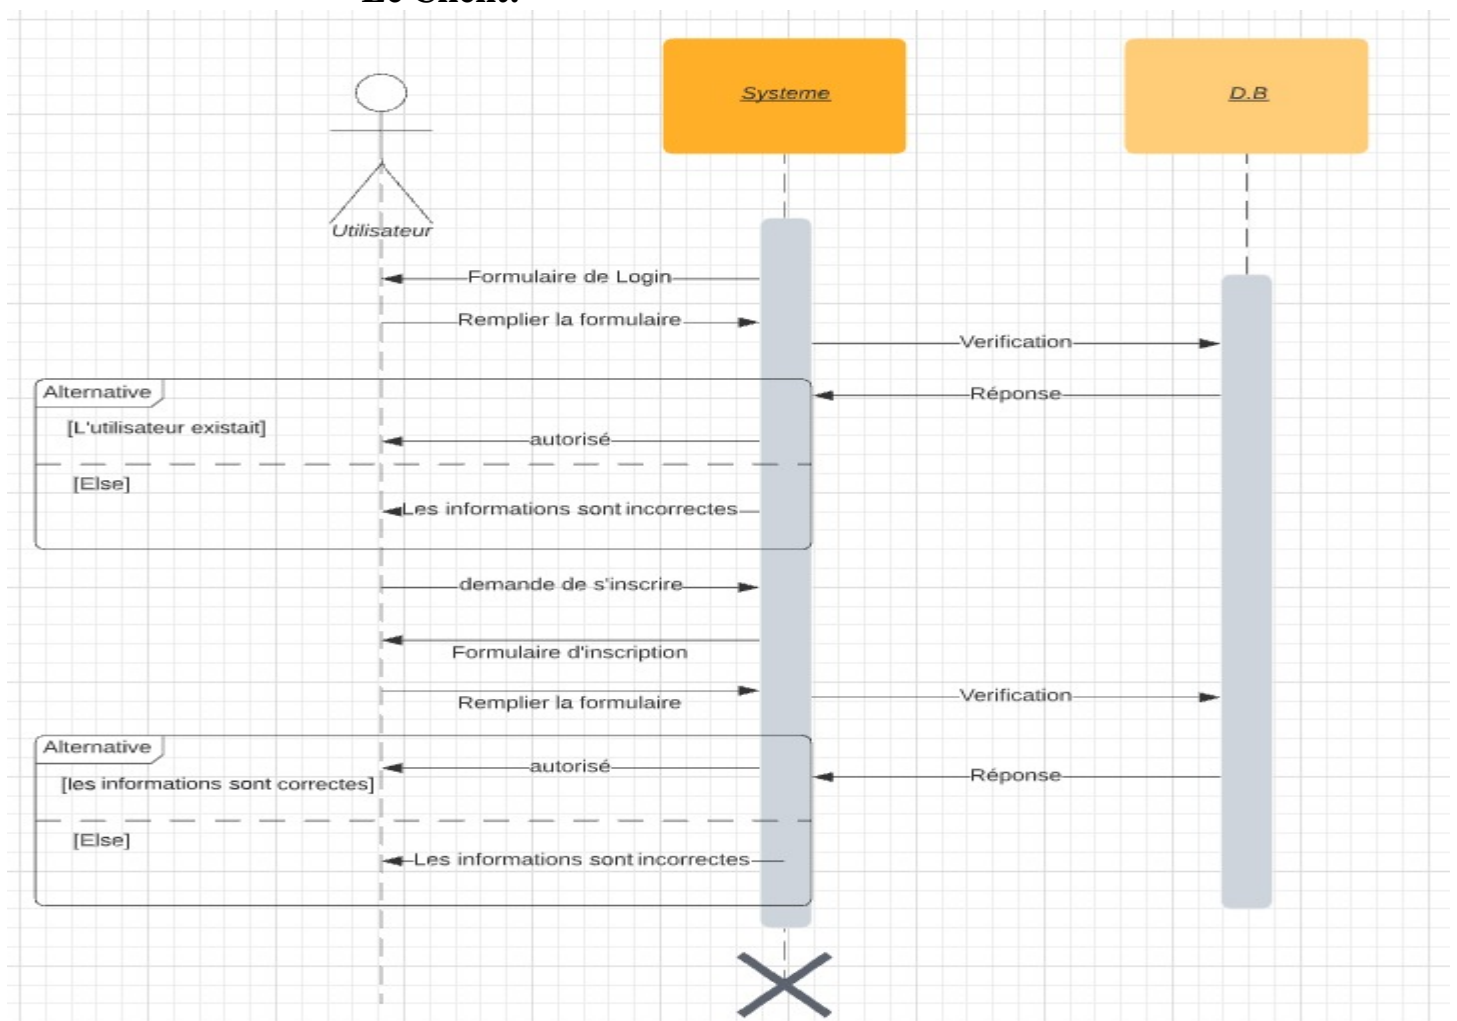 Le Client:
Systeme
D.B
Utilisateur
Formulaire de Login
Remplier la formulaire
Verification
Alternative
Réponse
[L'utilisateur existait]
autorisé
[Else]
Les informations sont incorrectes
demande de s'inscrire
Formulaire d'inscription
Remplier la formulaire
Verification
Alternative
autorisé
Réponse
[les informations sont correctes]
[Else]
Les informations sont incorrectes